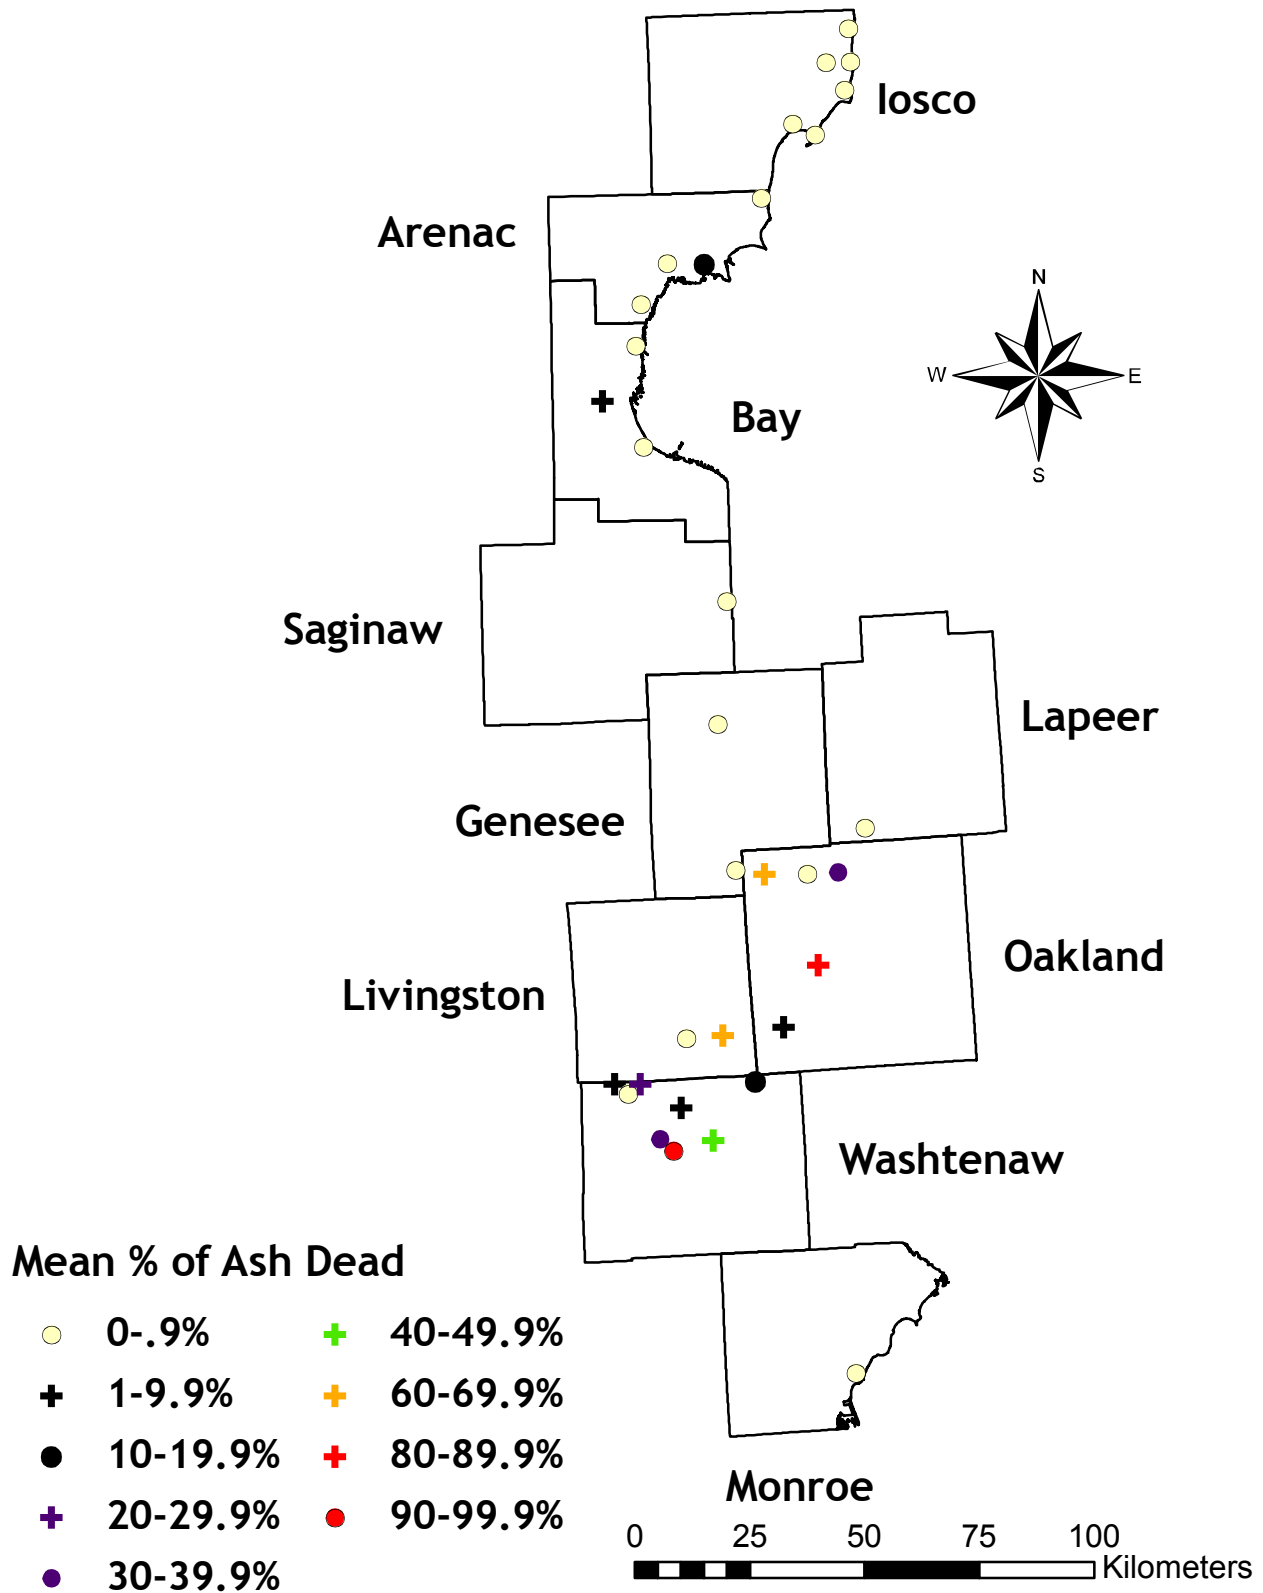 Iosco
Arenac
N
W
E
S
Bay
Saginaw
Lapeer
Genesee
Oakland
Livingston
Washtenaw
Mean % of Ash Dead
0-.9%
1-9.9%
10-19.9%
20-29.9%
30-39.9%
40-49.9%
60-69.9%
80-89.9%
90-99.9%
Monroe
0 25 50 75 100
Kilometers